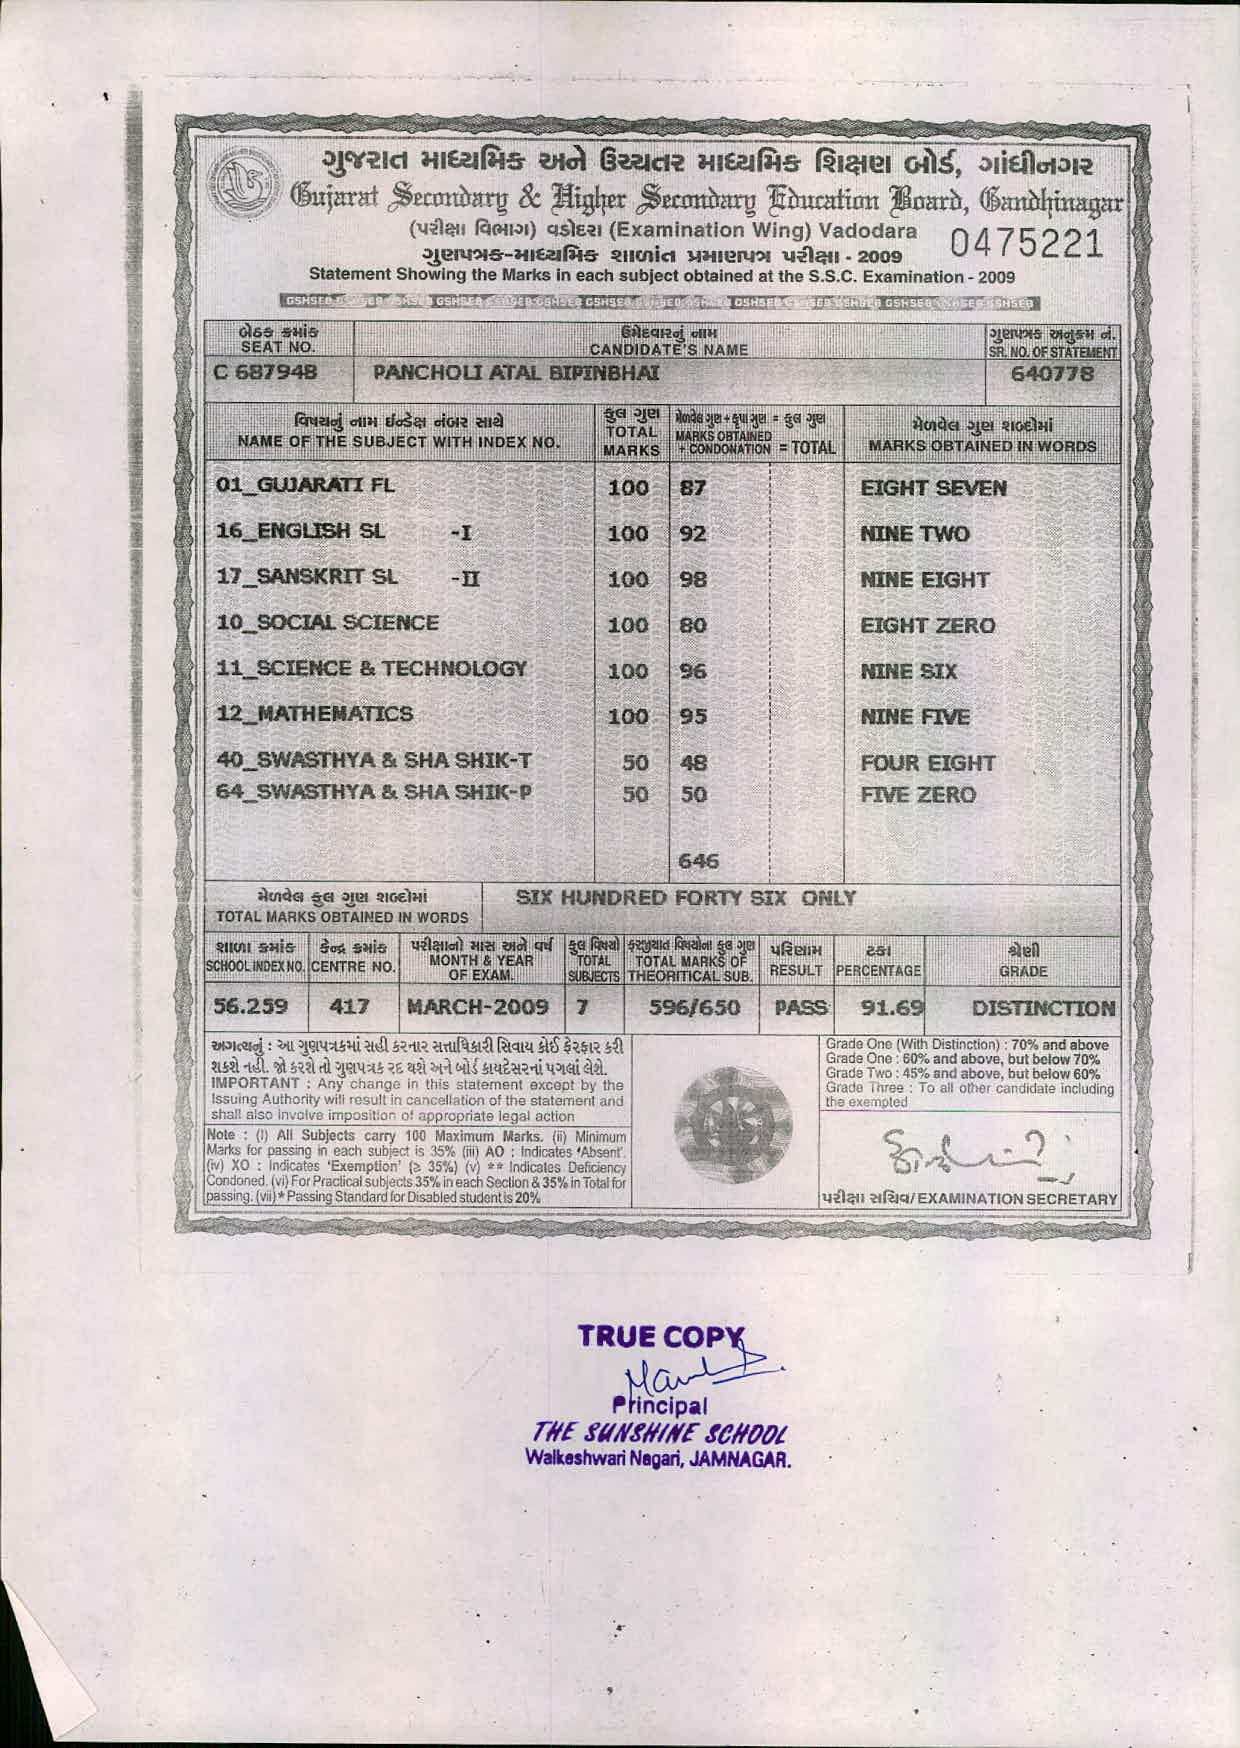 ગુજરાત માધ્યમિક અને ઉચ્ચતર માધ્યમિક શિક્ષણ બોર્ડ, ગાંધીનગર
Gujarat Secondary & Higher Secondary Education Board, Gandhinagar
(પરીક્ષા વિભાગ) વડોદરા (Examination Wing) Vadodara 0475221
ગુણપત્રક-માધ્યમિક શાળાંત પ્રમાણપત્ર પરીક્ષા - 2009
Statement Showing the Marks in each subject obtained at the S.S.C. Examination - 2009
GSHSEB GSHSEB GSHSEB GSHSEB GSHSEB GSHSEB GSHSEB GSHSEB GSHSEB GSHSEB GSHSEB GSHSEB GSHSEB GSHSEB GSHSEB
બેઠક ક્રમાંક ઉમેદવારનું નામ ગુણપત્રક અનુક્રમ નં.
SEAT NO. CANDIDATE'S NAME SR. NO. OF STATEMENT
C 687948 PANCHOLI ATAL BIPINBHAI 640778
વિષયનું નામ ઈન્ડેક્ષ નંબર સાથે કુલ ગુણ મેળવેલ ગુણ + કૃપા ગુણ = કુલ ગુણ મેળવેલ ગુણ શબ્દોમાં
NAME OF THE SUBJECT WITH INDEX NO. TOTAL MARKS MARKS OBTAINED + CONDONATION = TOTAL MARKS OBTAINED IN WORDS
01_GUJARATI FL 100 87 EIGHT SEVEN
16_ENGLISH SL -I 100 92 NINE TWO
17_SANSKRIT SL -II 100 98 NINE EIGHT
10_SOCIAL SCIENCE 100 80 EIGHT ZERO
11_SCIENCE & TECHNOLOGY 100 96 NINE SIX
12_MATHEMATICS 100 95 NINE FIVE
40_SWASTHYA & SHA SHIK-T 50 48 FOUR EIGHT
64_SWASTHYA & SHA SHIK-P 50 50 FIVE ZERO
646
મેળવેલ કુલ ગુણ શબ્દોમાં
TOTAL MARKS OBTAINED IN WORDS SIX HUNDRED FORTY SIX ONLY
શાળા ક્રમાંક કેન્દ્ર ક્રમાંક પરીક્ષાનો માસ અને વર્ષ કુલ વિષયો ફરજીયાત વિષયોના કુલ ગુણ પરિણામ ટકા શ્રેણી
SCHOOL INDEX NO. CENTRE NO. MONTH & YEAR OF EXAM. TOTAL SUBJECTS TOTAL MARKS OF THEORITICAL SUB. RESULT PERCENTAGE GRADE
56.259 417 MARCH-2009 7 596/650 PASS 91.69 DISTINCTION
અગત્યનું : આ ગુણપત્રકમાં સહી કરનાર સત્તાધિકારી સિવાય કોઈ ફેરફાર કરી
શકશે નહી. જો કરશે તો ગુણપત્રક રદ થશે અને બોર્ડ કાયદેસરનાં પગલાં લેશે.
IMPORTANT : Any change in this statement except by the
Issuing Authority will result in cancellation of the statement and
shall also involve imposition of appropriate legal action
Note : (i) All Subjects carry 100 Maximum Marks. (ii) Minimum
Marks for passing in each subject is 35% (iii) AO : Indicates 'Absent'.
(iv) XO : Indicates 'Exemption' (≥ 35%) (v) ** Indicates Deficiency
Condoned. (vi) For Practical subjects 35% in each Section & 35% in Total for
passing. (vii) * Passing Standard for Disabled student is 20%
Grade One (With Distinction) : 70% and above
Grade One : 60% and above, but below 70%
Grade Two : 45% and above, but below 60%
Grade Three : To all other candidate including
the exempted
પરીક્ષા સચિવ/EXAMINATION SECRETARY
TRUE COPY
Principal
THE SUNSHINE SCHOOL
Walkeshwari Nagari, JAMNAGAR.